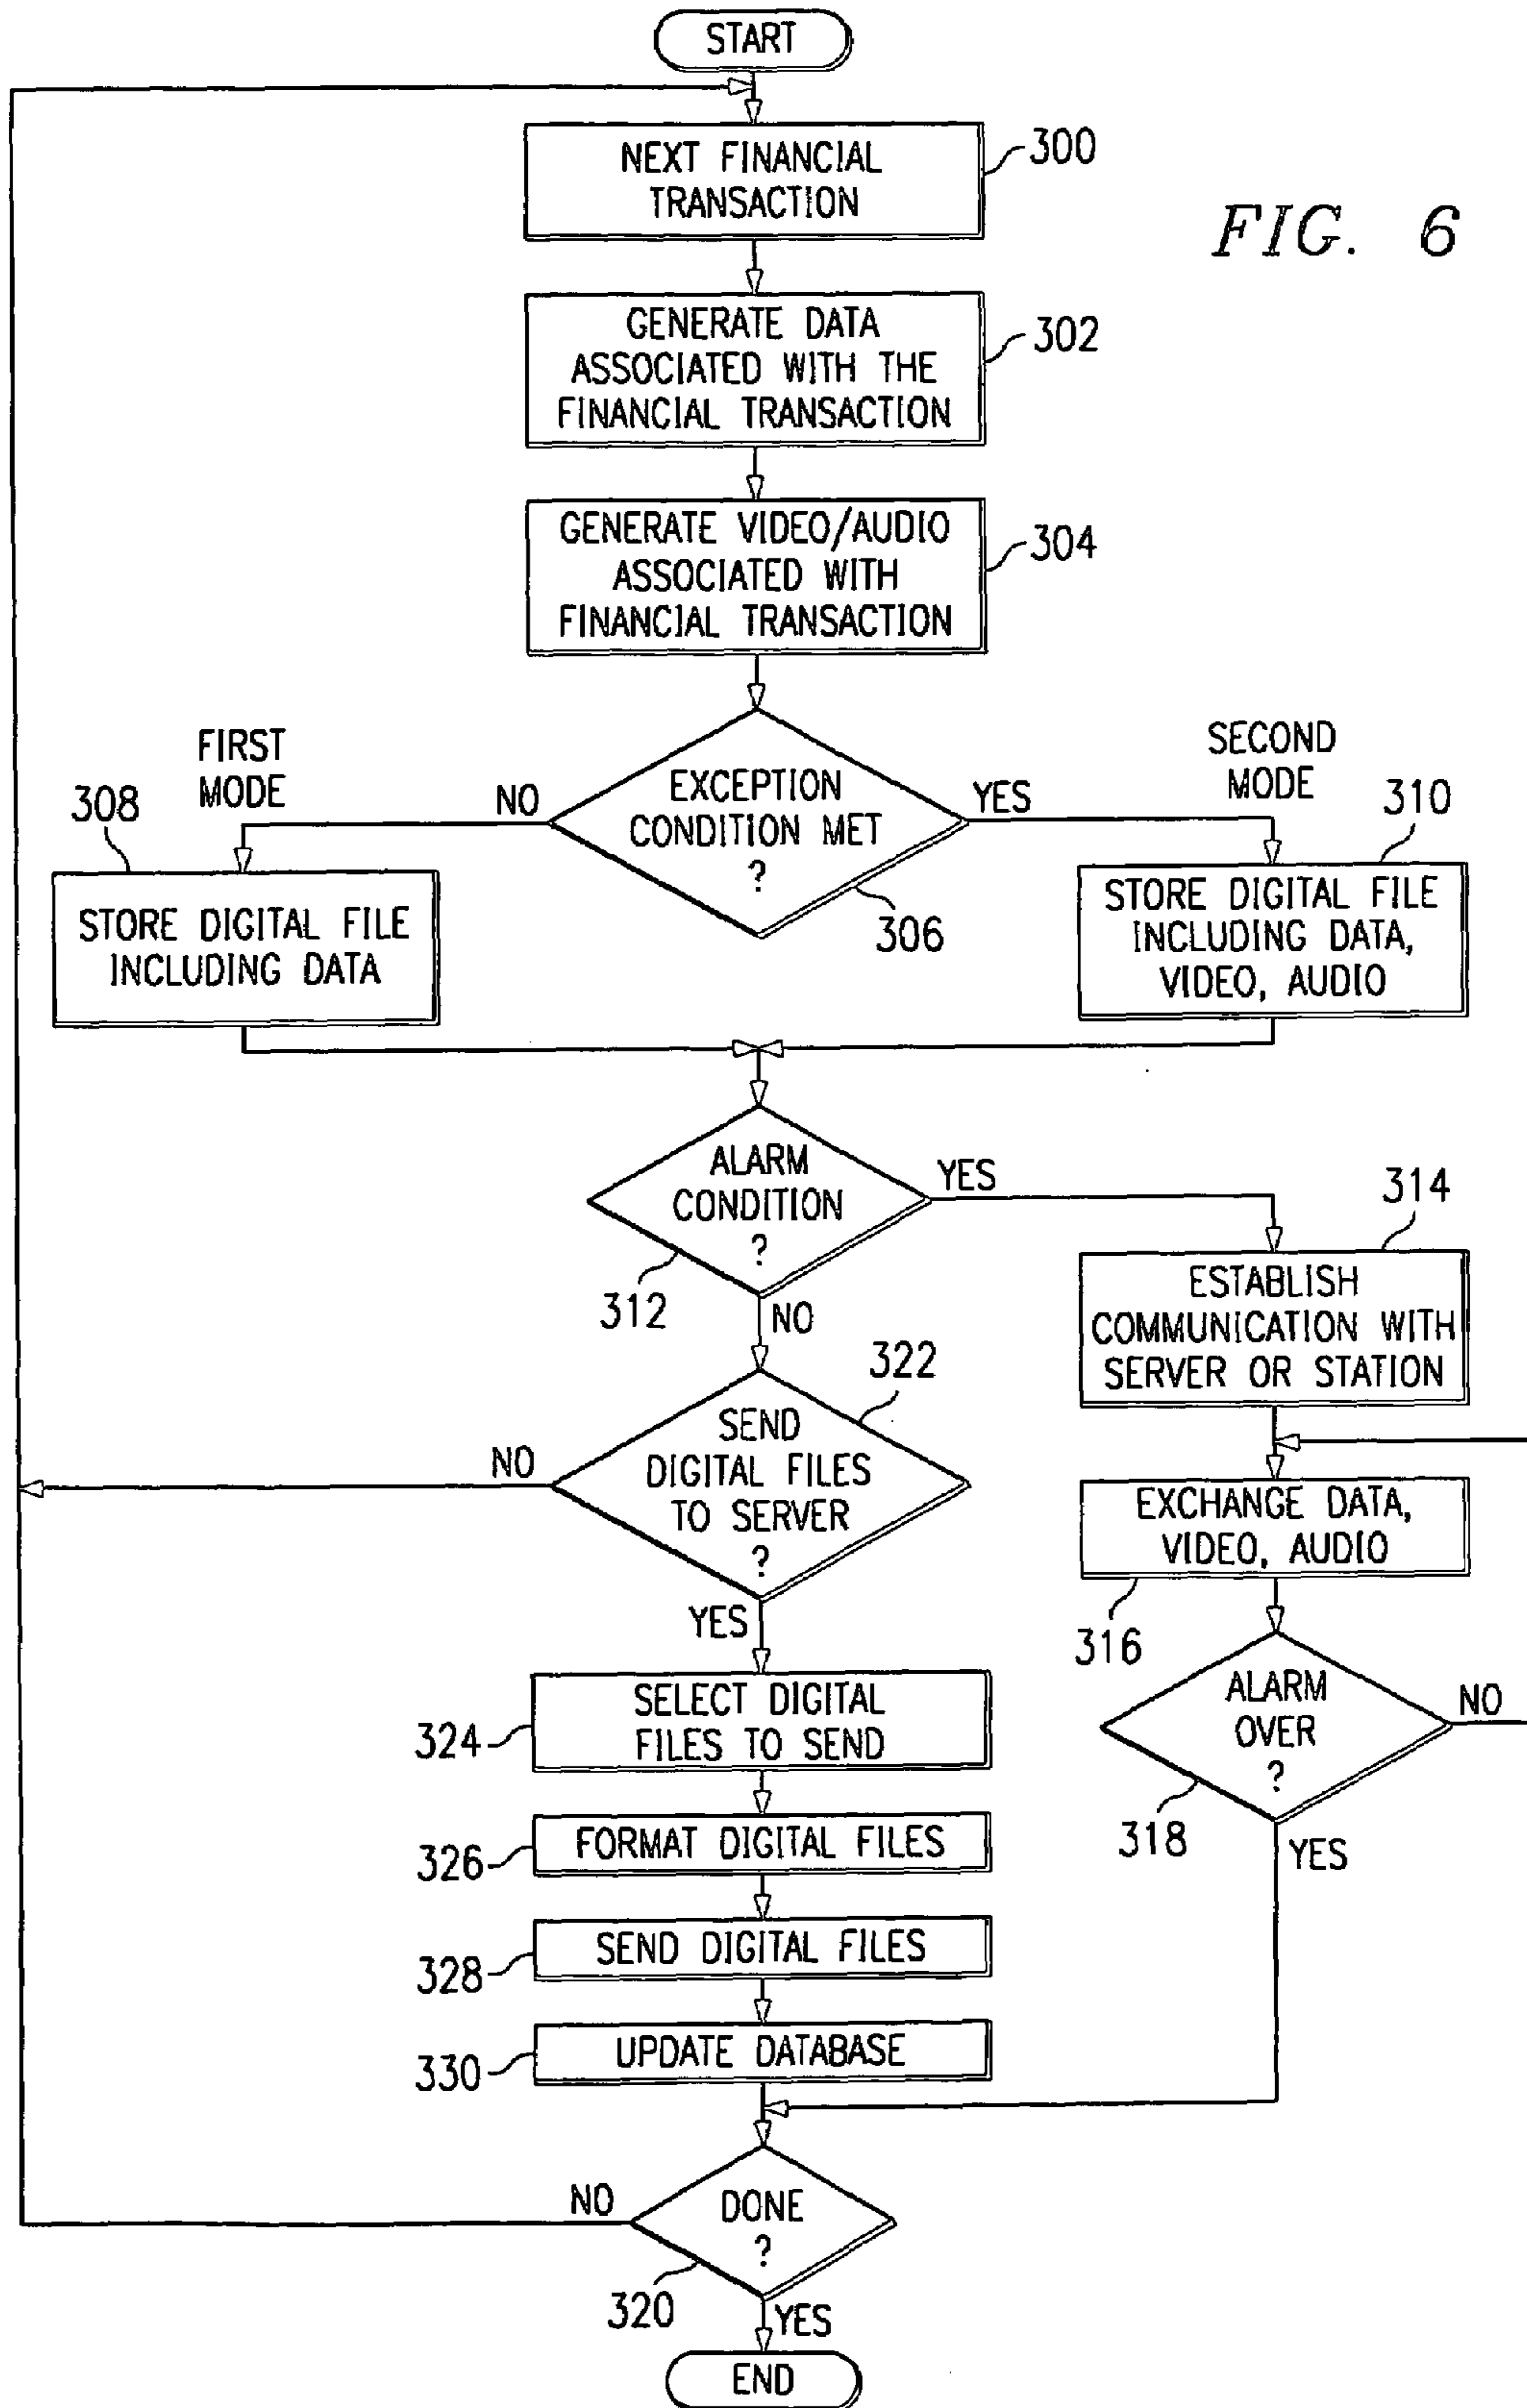 START
NEXT FINANCIAL
TRANSACTION
300
FIG. 6
GENERATE DATA
ASSOCIATED WITH THE
FINANCIAL TRANSACTION
302
GENERATE VIDEO/AUDIO
ASSOCIATED WITH
FINANCIAL TRANSACTION
304
FIRST
MODE
SECOND
MODE
308
NO
EXCEPTION
CONDITION MET
?
YES
310
306
STORE DIGITAL FILE
INCLUDING DATA
STORE DIGITAL FILE
INCLUDING DATA,
VIDEO, AUDIO
ALARM
CONDITION
?
YES
312
NO
314
ESTABLISH
COMMUNICATION WITH
SERVER OR STATION
322
SEND
DIGITAL FILES
TO SERVER
?
NO
YES
EXCHANGE DATA,
VIDEO, AUDIO
316
ALARM
OVER
?
NO
318
YES
324
SELECT DIGITAL
FILES TO SEND
326
FORMAT DIGITAL FILES
328
SEND DIGITAL FILES
330
UPDATE DATABASE
NO
DONE
?
320
YES
END